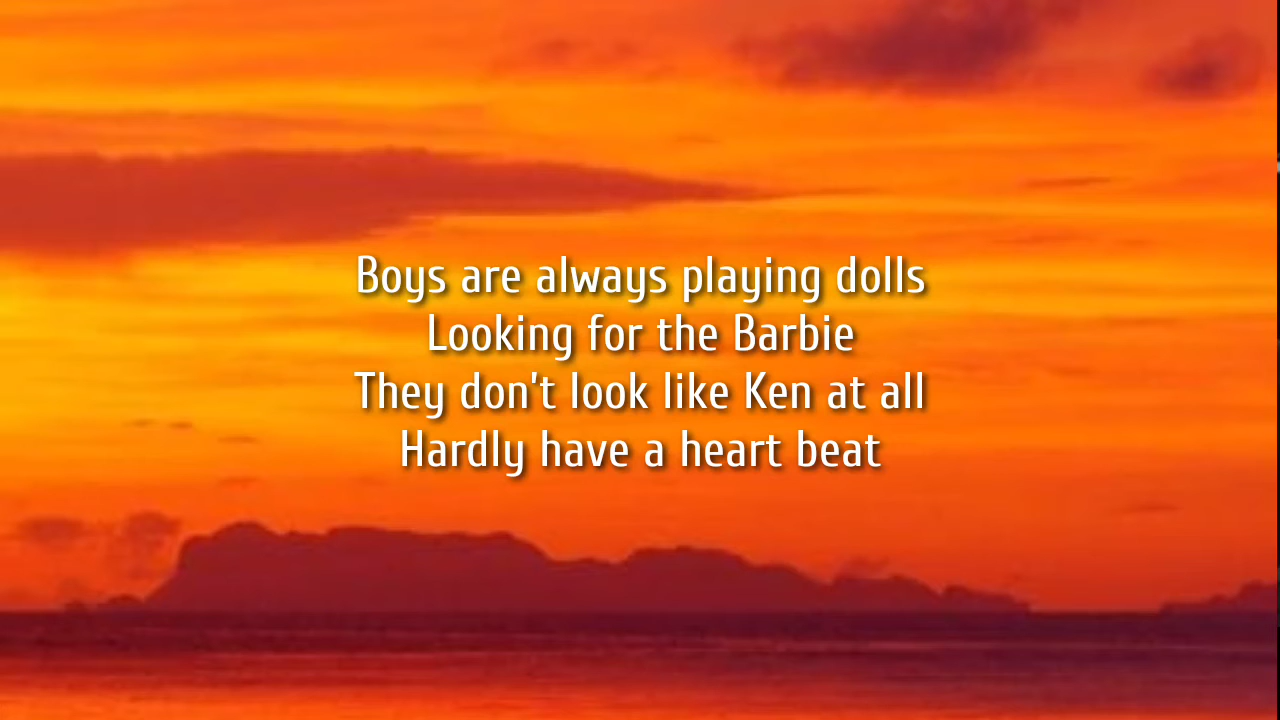 Boys are always playing dolls
Looking for the Barbie
They don't look like Ken at all
Hardly have a heart beat